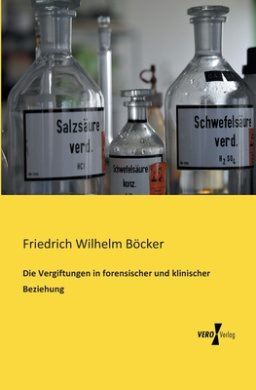 Salzsäure
verd.
HCl
Schwefelsäure
konz.
Schwefelsäure
verd.
H₂SO₄
Friedrich Wilhelm Böcker
Die Vergiftungen in forensischer und klinischer
Beziehung
VERO Verlag